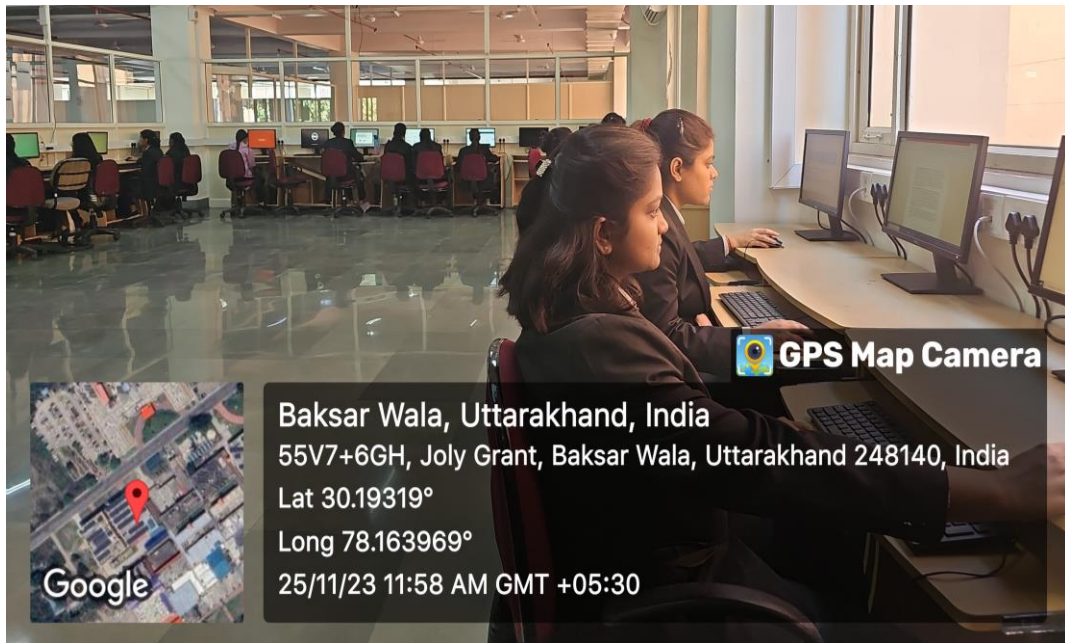 GPS Map Camera
Baksar Wala, Uttarakhand, India
55V7+6GH, Joly Grant, Baksar Wala, Uttarakhand 248140, India
Lat 30.19319°
Long 78.163969°
25/11/23 11:58 AM GMT +05:30
Google